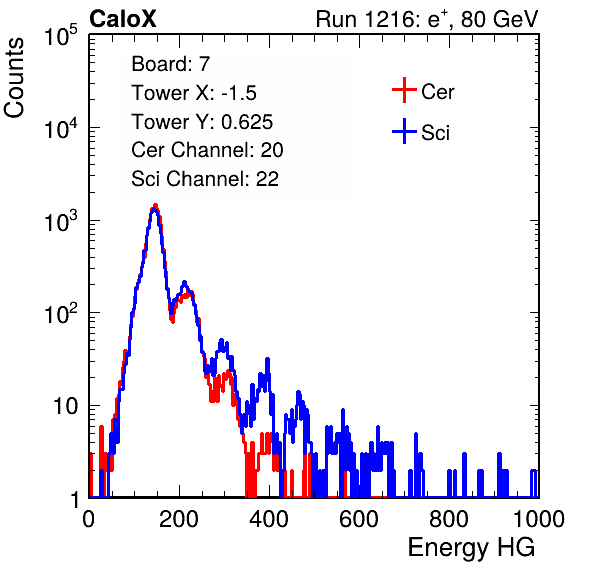 CaloX Run 1216: e⁺, 80 GeV
Counts
Board: 7
Tower X: -1.5
Tower Y: 0.625
Cer Channel: 20
Sci Channel: 22
Cer
Sci
10⁵
10⁴
10³
10²
10
1
0 200 400 600 800 1000
Energy HG